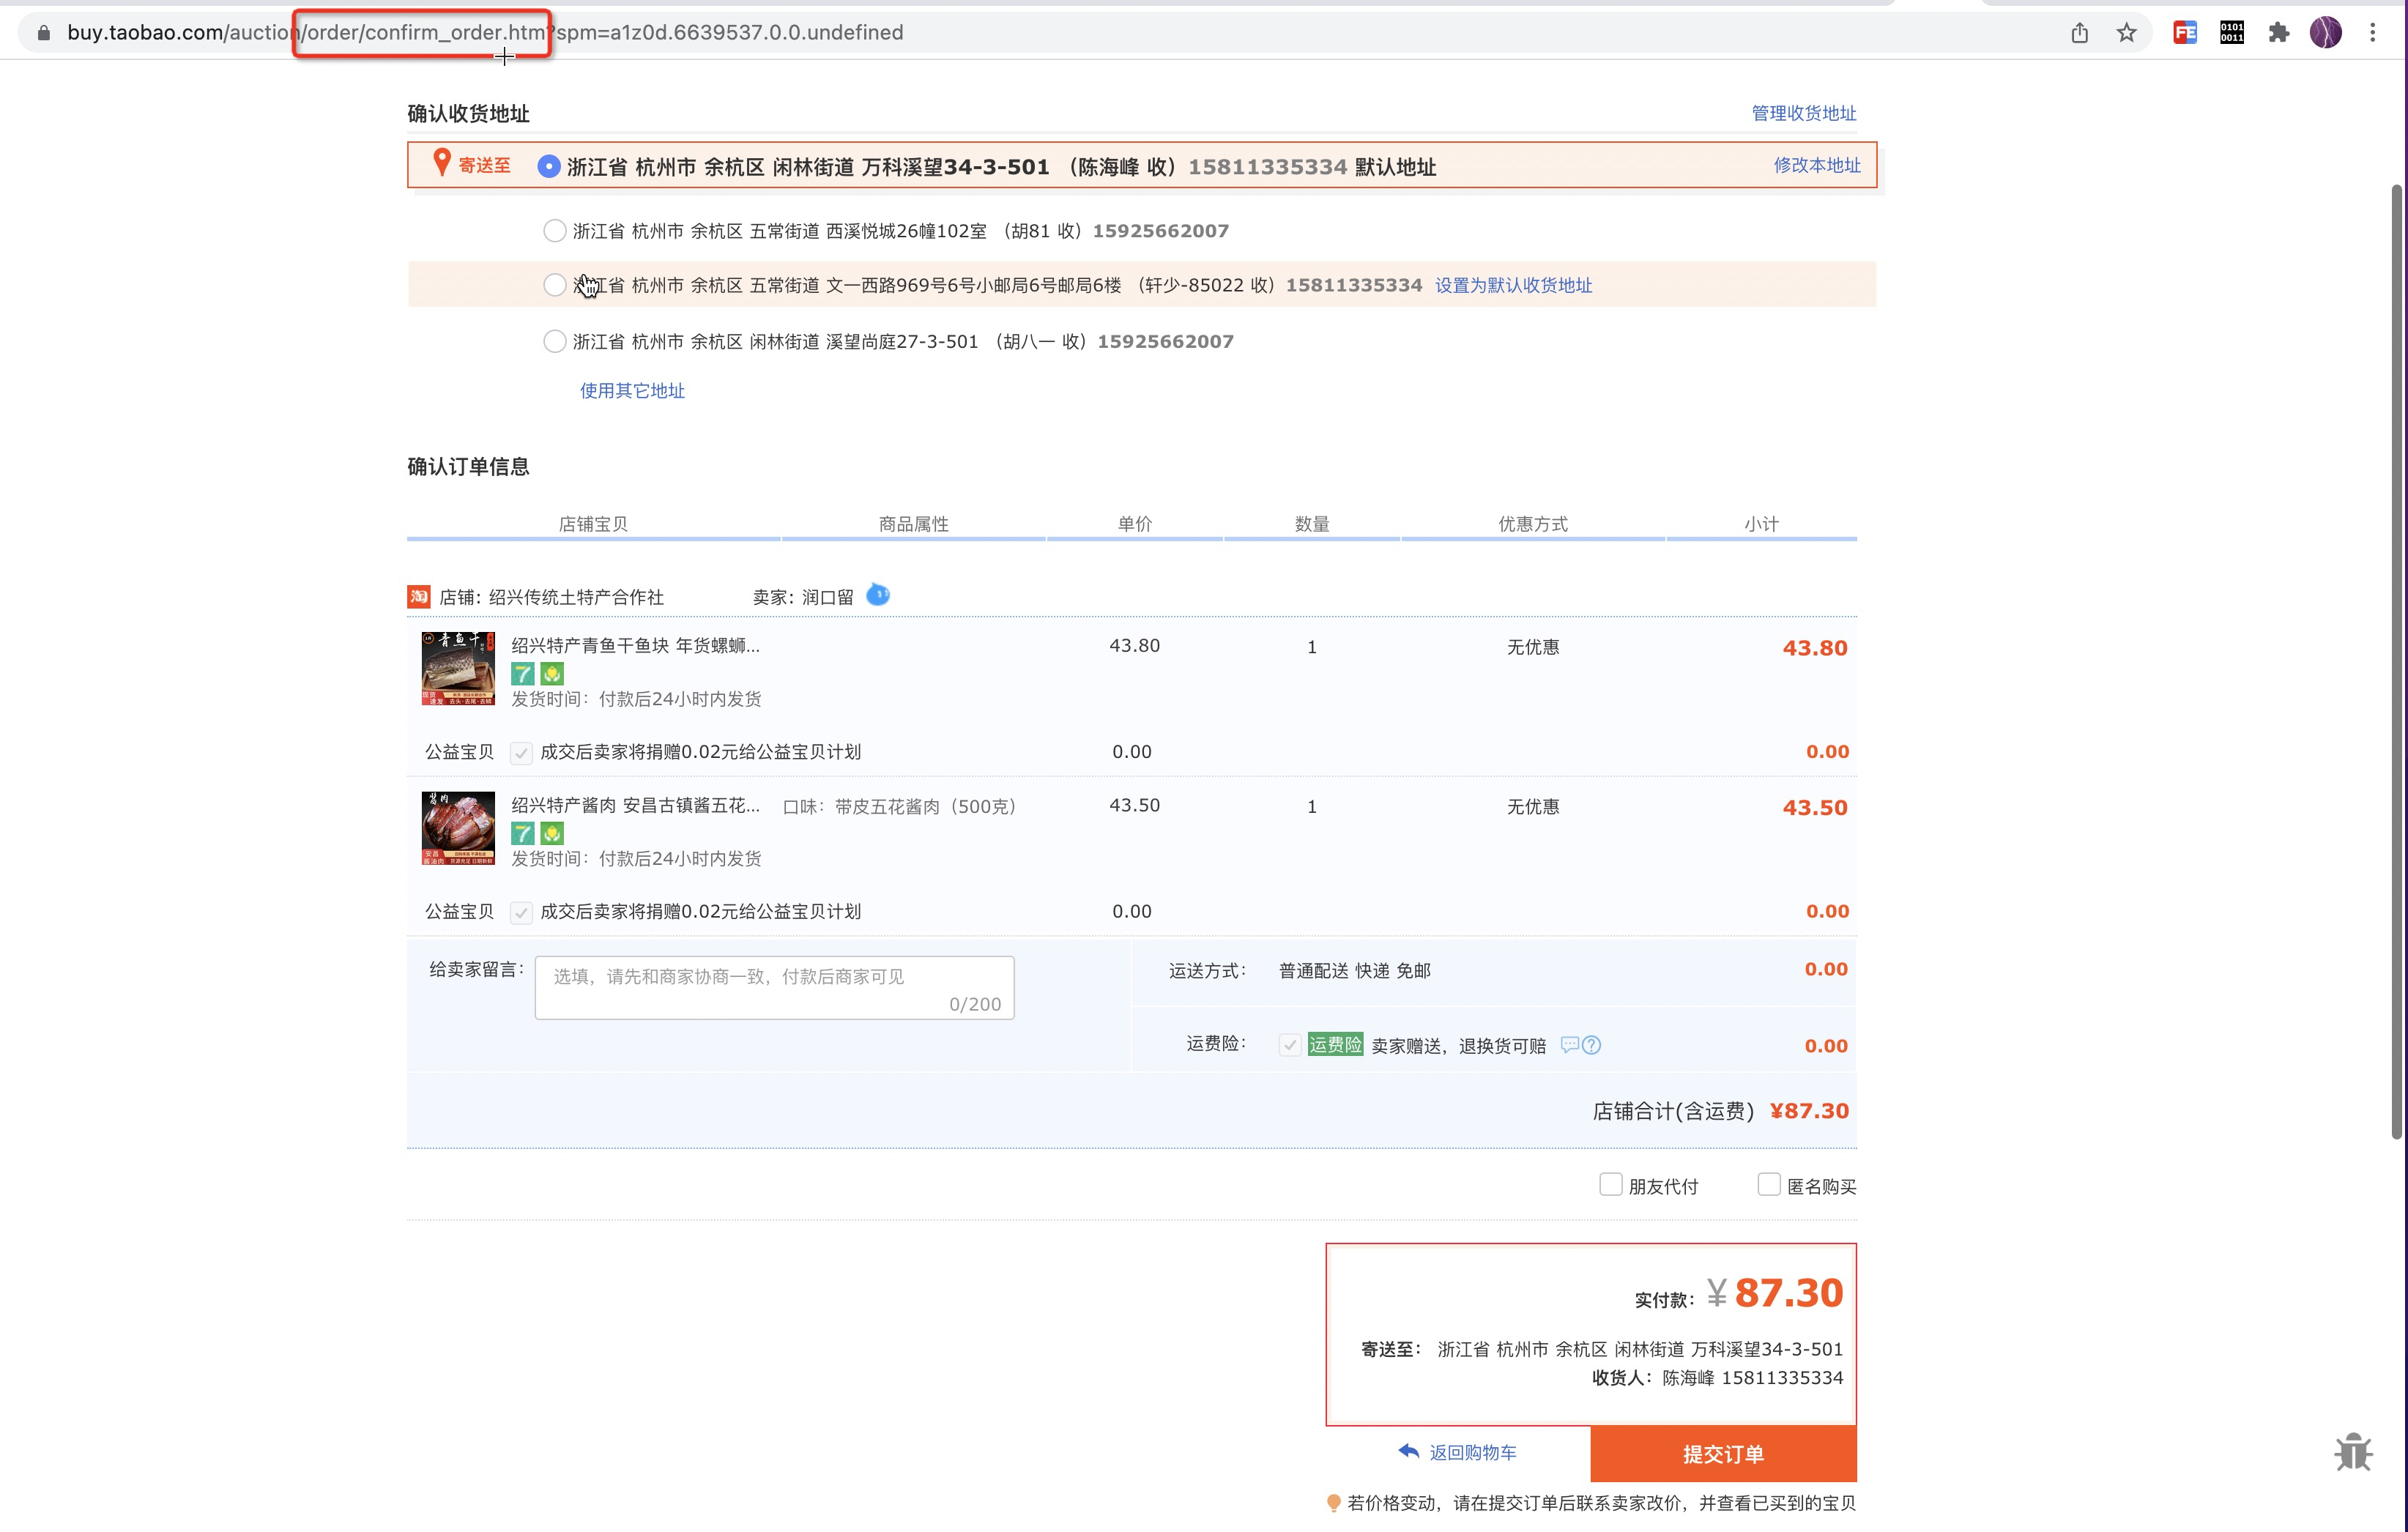 buy.taobao.com/auction/order/confirm_order.htm?spm=a1z0d.6639537.0.0.undefined
FE
0101
0011
确认收货地址 管理收货地址
寄送至 浙江省 杭州市 余杭区 闲林街道 万科溪望34-3-501 （陈海峰 收） 15811335334 默认地址 修改本地址
浙江省 杭州市 余杭区 五常街道 西溪悦城26幢102室 （胡81 收） 15925662007
江省 杭州市 余杭区 五常街道 文一西路969号6号小邮局6号邮局6楼 （轩少-85022 收） 15811335334 设置为默认收货地址
浙江省 杭州市 余杭区 闲林街道 溪望尚庭27-3-501 （胡八一 收） 15925662007
使用其它地址
确认订单信息
店铺宝贝 商品属性 单价 数量 优惠方式 小计
淘 店铺：绍兴传统土特产合作社 卖家：润口留
青鱼干
绍兴特产青鱼干鱼块 年货螺蛳... 43.80 1 无优惠 43.80
7
发货时间：付款后24小时内发货
公益宝贝 成交后卖家将捐赠0.02元给公益宝贝计划 0.00 0.00
酱肉
绍兴特产酱肉 安昌古镇酱五花... 口味：带皮五花酱肉（500克） 43.50 1 无优惠 43.50
7
发货时间：付款后24小时内发货
公益宝贝 成交后卖家将捐赠0.02元给公益宝贝计划 0.00 0.00
给卖家留言： 选填，请先和商家协商一致，付款后商家可见
0/200
运送方式： 普通配送 快递 免邮 0.00
运费险： 运费险 卖家赠送，退换货可赔 ? 0.00
店铺合计(含运费) ¥87.30
朋友代付 匿名购买
实付款： ¥ 87.30
寄送至： 浙江省 杭州市 余杭区 闲林街道 万科溪望34-3-501
收货人： 陈海峰 15811335334
返回购物车 提交订单
若价格变动，请在提交订单后联系卖家改价，并查看已买到的宝贝